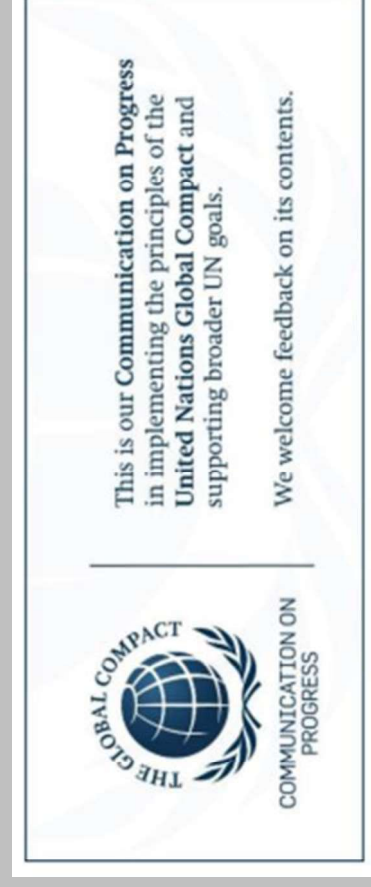 THE GLOBAL COMPACT
COMMUNICATION ON
PROGRESS
This is our Communication on Progress
in implementing the principles of the
United Nations Global Compact and
supporting broader UN goals.
We welcome feedback on its contents.